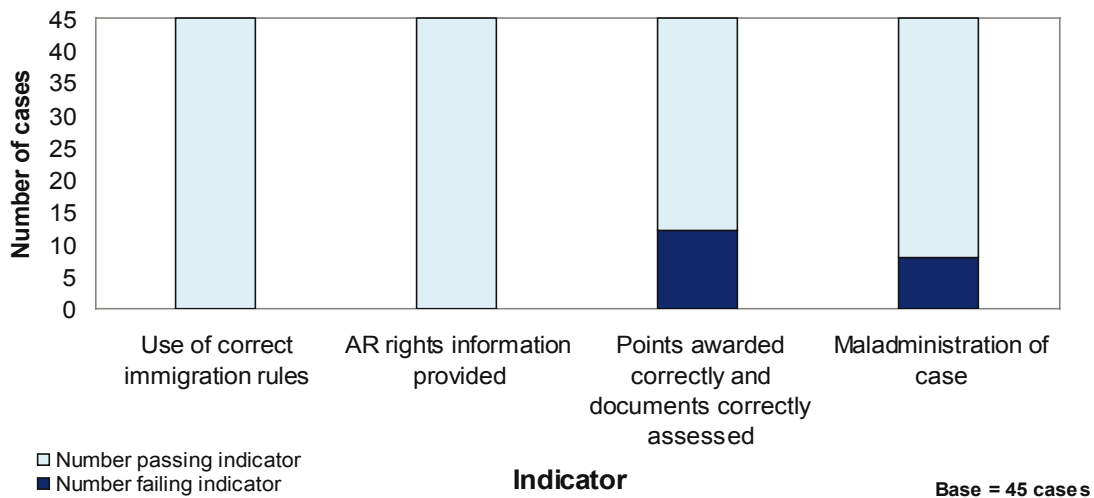 45
40
35
30
25
20
15
10
5
0
Number of cases
Use of correct
immigration rules
AR rights information
provided
Points awarded
correctly and
documents correctly
assessed
Maladministration of
case
Number passing indicator
Number failing indicator
Indicator
Base = 45 cases